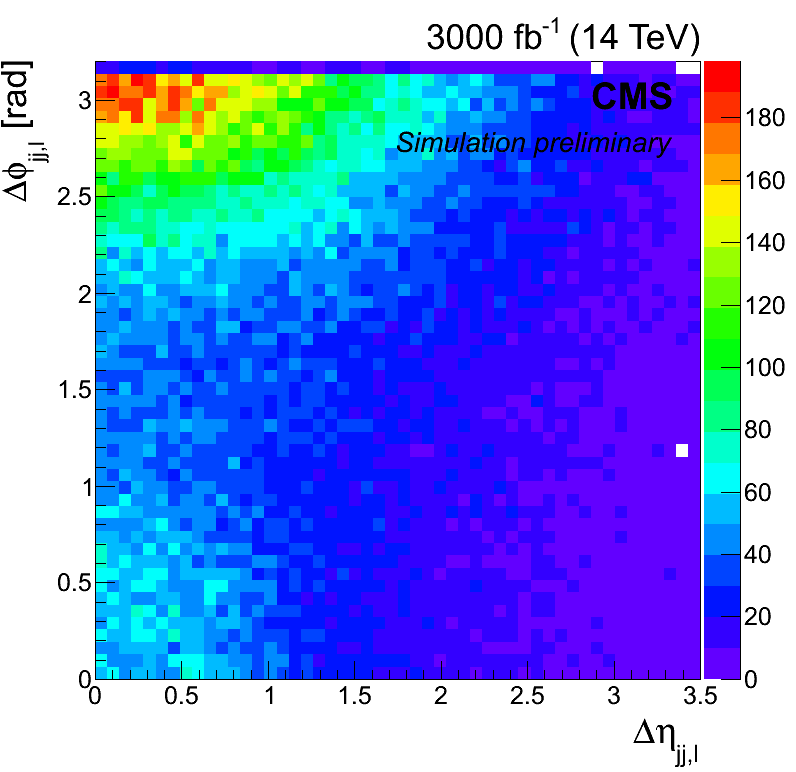 3000 fb-1 (14 TeV)
CMS
Simulation preliminary
Δϕjj,l [rad]
3
2.5
2
1.5
1
0.5
0
0 0.5 1 1.5 2 2.5 3 3.5
Δηjj,l
180
160
140
120
100
80
60
40
20
0